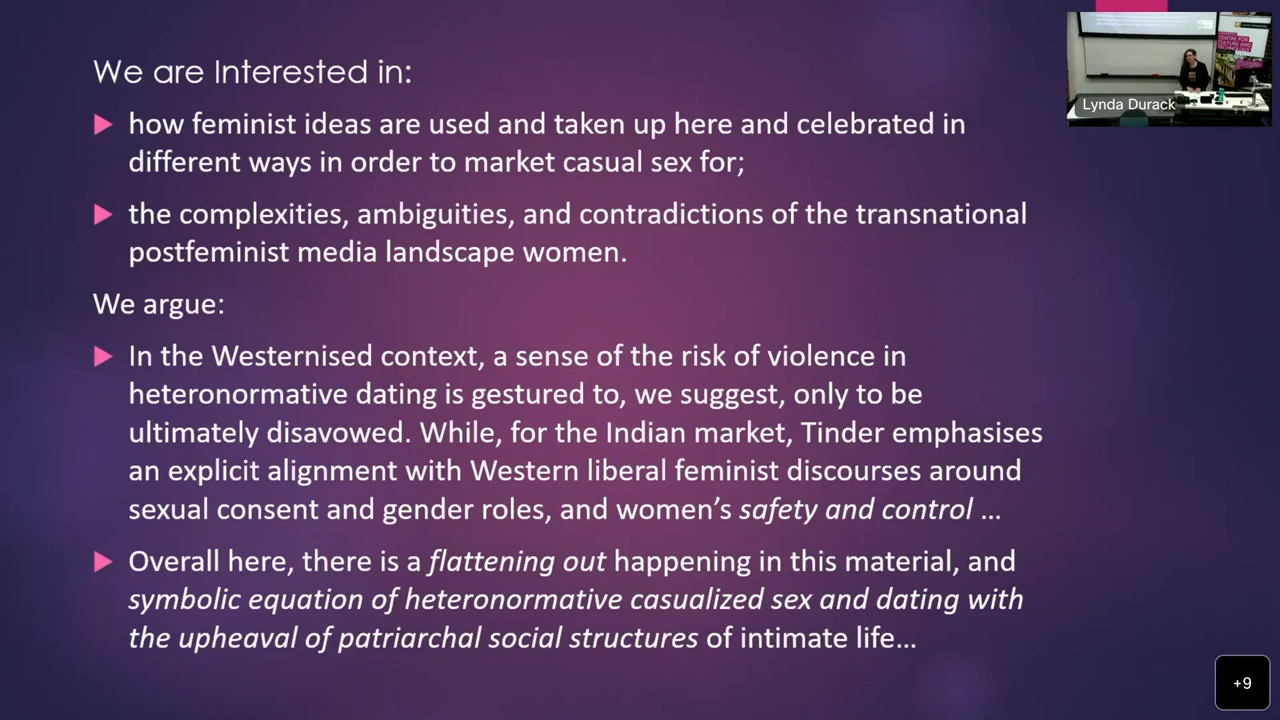 We are Interested in:
how feminist ideas are used and taken up here and celebrated in
different ways in order to market casual sex for;
the complexities, ambiguities, and contradictions of the transnational
postfeminist media landscape women.
We argue:
In the Westernised context, a sense of the risk of violence in
heteronormative dating is gestured to, we suggest, only to be
ultimately disavowed. While, for the Indian market, Tinder emphasises
an explicit alignment with Western liberal feminist discourses around
sexual consent and gender roles, and women’s safety and control …
Overall here, there is a flattening out happening in this material, and
symbolic equation of heteronormative casualized sex and dating with
the upheaval of patriarchal social structures of intimate life…
CENTRE FOR
CULTURE AND
TECHNOLOGY
Lynda Durack
+9